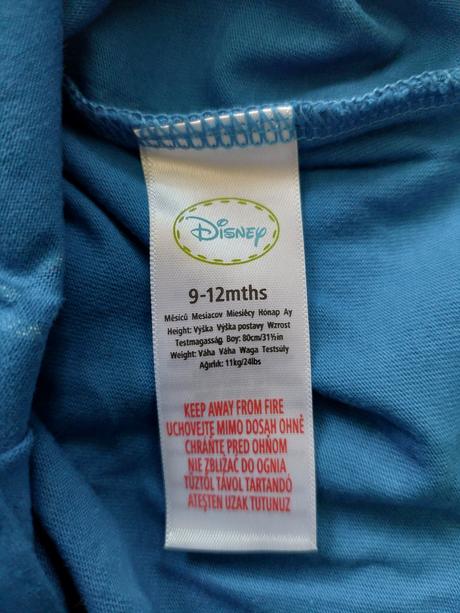 Disney
9-12mths
Měsíců Mesiacov Miesięcy Hónap Ay
Height: Výška Výška postavy Wzrost
Testmagasság Boy: 80cm/31½in
Weight: Váha Váha Waga Testsúly
Ağırlık: 11kg/24lbs
KEEP AWAY FROM FIRE
UCHOVEJTE MIMO DOSAH OHNĚ
CHRÁŇTE PRED OHŇOM
NIE ZBLIŻAĆ DO OGNIA
TŰZTŐL TÁVOL TARTANDÓ
ATEŞTEN UZAK TUTUNUZ